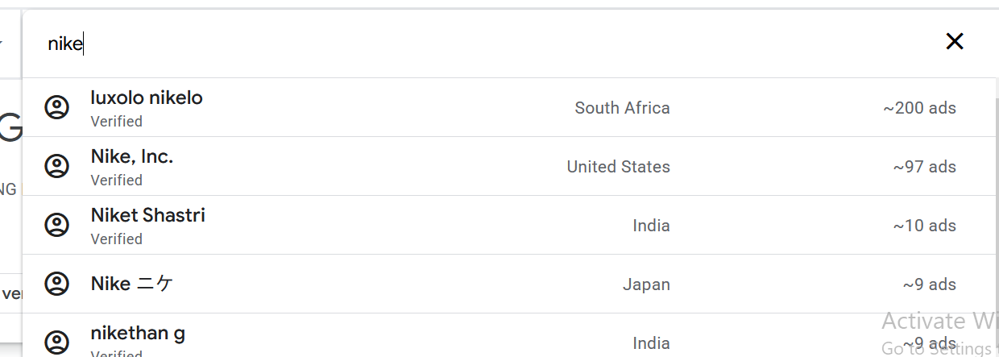 nike
luxolo nikelo
Verified
South Africa
~200 ads
G
Nike, Inc.
Verified
United States
~97 ads
NG
Niket Shastri
Verified
India
~10 ads
Nike ニケ
Japan
~9 ads
nikethan g
Verified
India
~9 ads
Activate Wi
Go to Settings